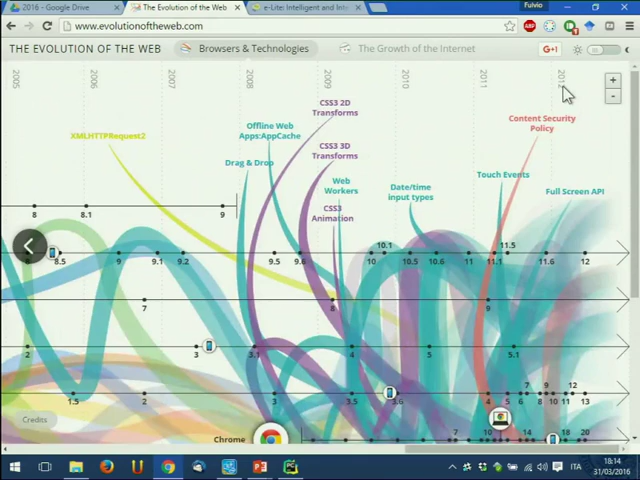 Fulvio
2016 - Google Drive
The Evolution of the Web
e-Lite: Intelligent and Int
www.evolutionoftheweb.com
THE EVOLUTION OF THE WEB
Browsers & Technologies
The Growth of the Internet
G+1
2005
2006
2007
2008
2009
2010
2011
2012
+
-
CSS3 2D
Transforms
Content Security
Policy
XMLHTTPRequest2
Offline Web
Apps:AppCache
CSS3 3D
Transforms
Drag & Drop
Web
Workers
Date/time
input types
Touch Events
Full Screen API
CSS3
Animation
8 8.1 9
10.1 11.5
8.5 9 9.1 9.2 9.5 9.6 10 10.5 10.6 11 11.1 11.6 12
7 8 9
2 3 3.1 4 5 5.1
7 9 12
1.5 2 3 3.5 3.6 5 6 8 10 11 13
Credits
Chrome
7 10 14 18 20
ITA
18:14
31/03/2016